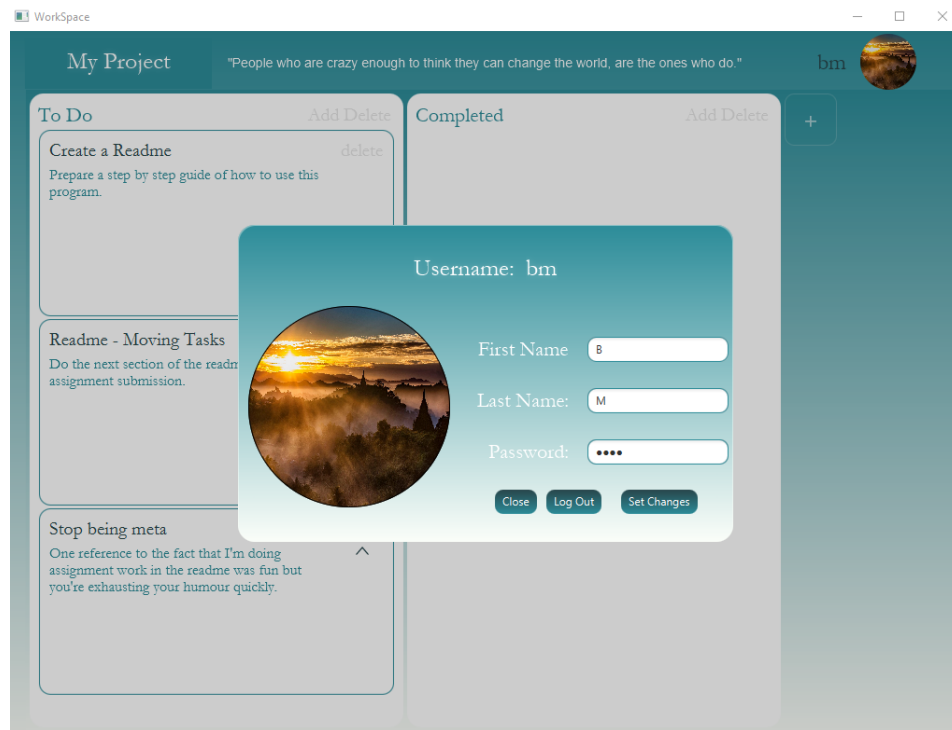 WorkSpace
My Project
"People who are crazy enough to think they can change the world, are the ones who do."
bm
To Do
Add Delete
Create a Readme
delete
Prepare a step by step guide of how to use this
program.
Readme - Moving Tasks
Do the next section of the readm
assignment submission.
Stop being meta
One reference to the fact that I'm doing
assignment work in the readme was fun but
you're exhausting your humour quickly.
Completed
Add Delete
+
Username: bm
First Name
B
Last Name:
M
Password:
••••
Close
Log Out
Set Changes